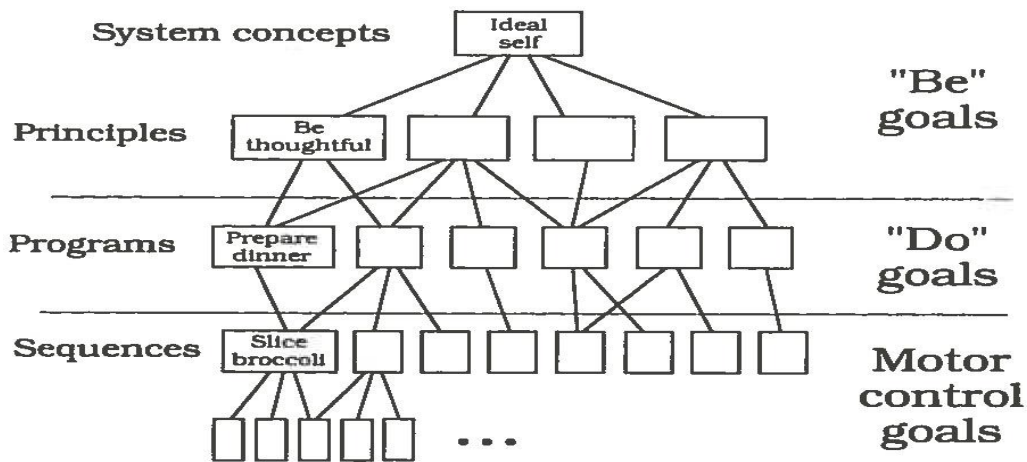 System concepts
Ideal
self
"Be"
goals
Principles
Be
thoughtful
Programs
Prepare
dinner
"Do"
goals
Sequences
Slice
broccoli
Motor
control
goals
...